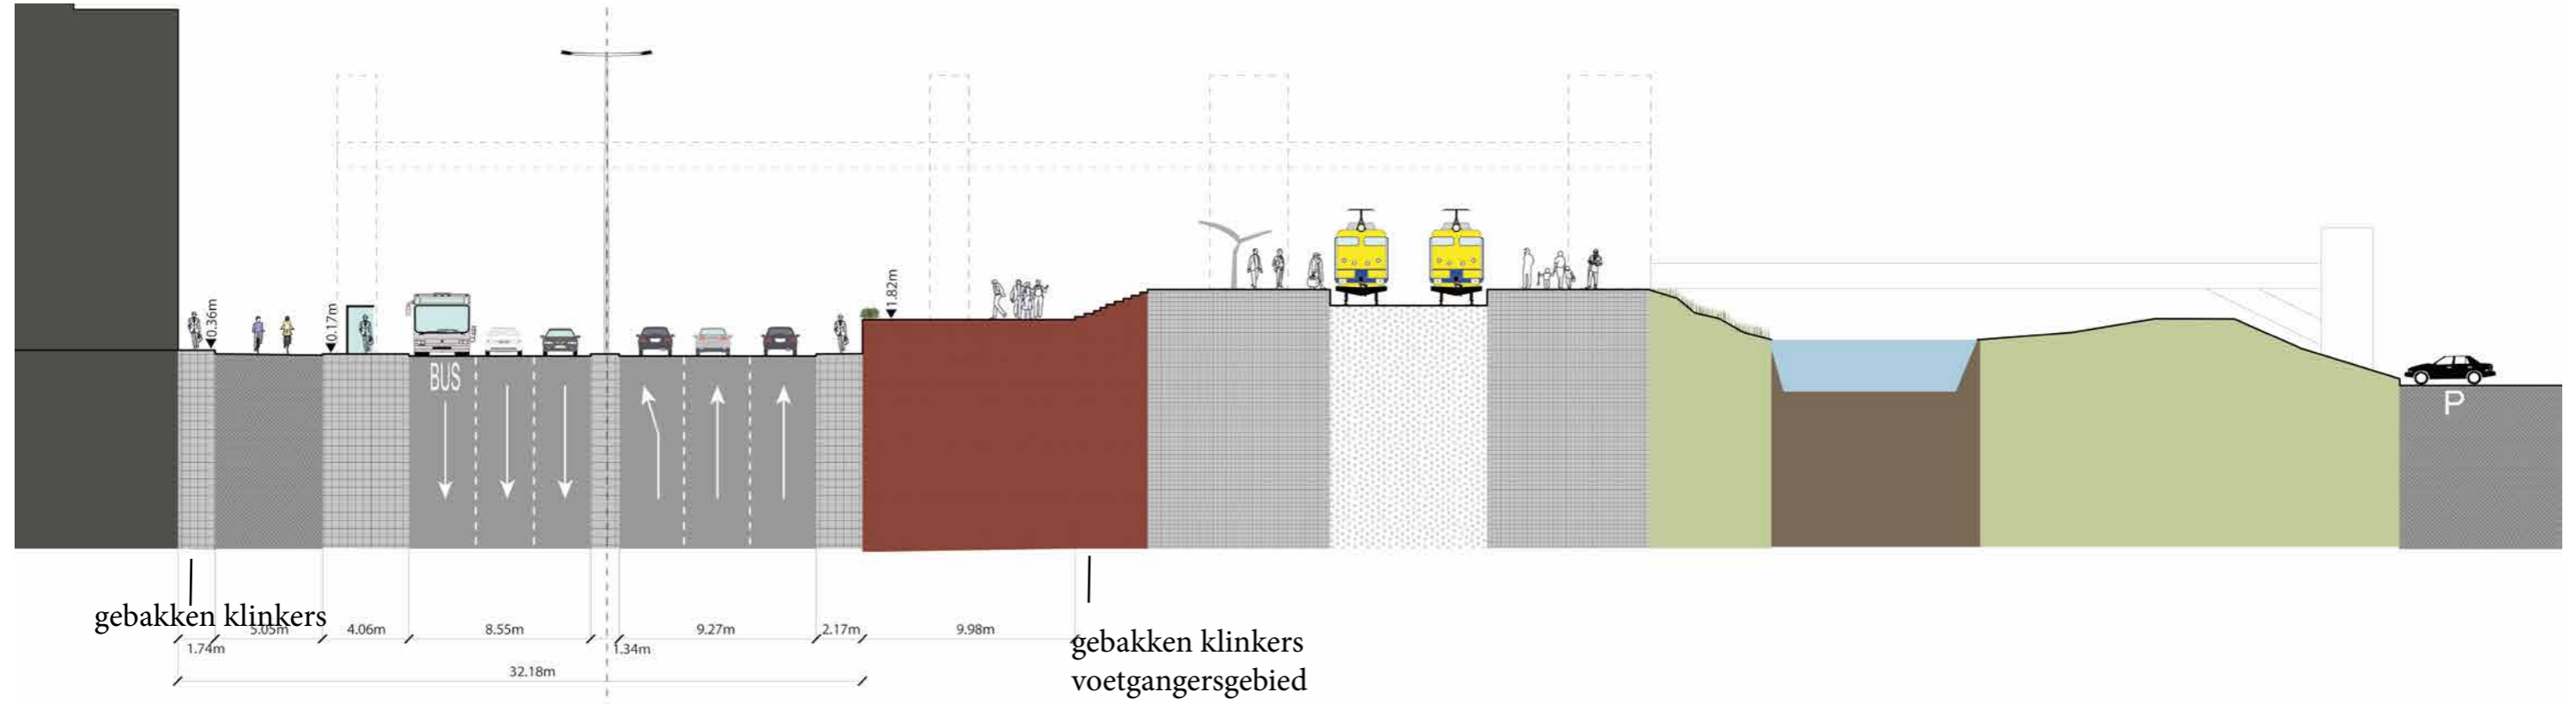 0.36m
0.17m
1.82m
BUS
P
gebakken klinkers
5.05m
4.06m
8.55m
9.27m
2.17m
9.98m
1.74m
1.34m
32.18m
gebakken klinkers
voetgangersgebied